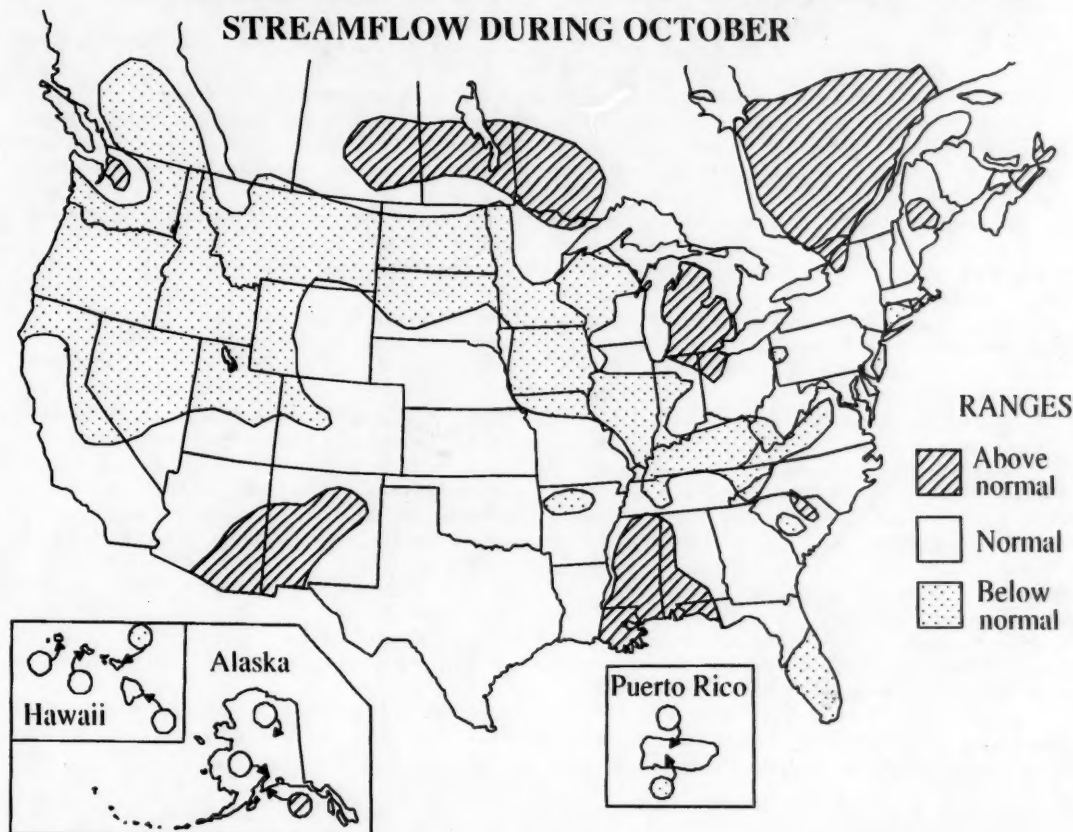 STREAMFLOW DURING OCTOBER
RANGES
Above
normal
Normal
Below
normal
Alaska
Hawaii
Puerto Rico